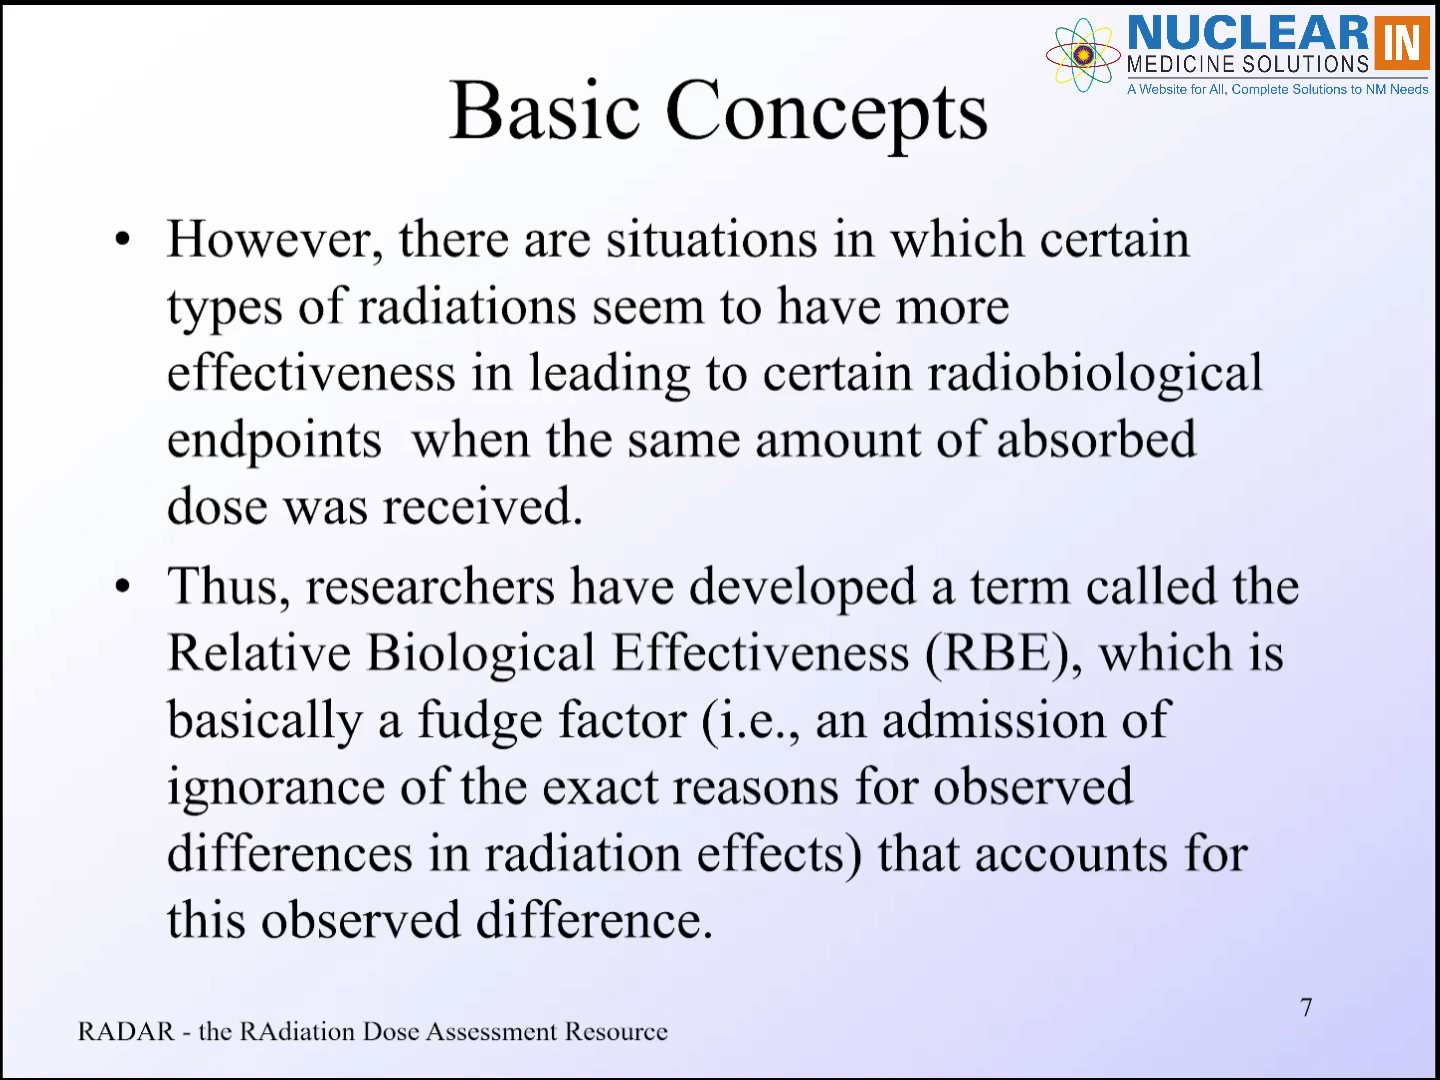 NUCLEAR IN
MEDICINE SOLUTIONS
A Website for All, Complete Solutions to NM Needs
Basic Concepts
• However, there are situations in which certain
types of radiations seem to have more
effectiveness in leading to certain radiobiological
endpoints  when the same amount of absorbed
dose was received.
• Thus, researchers have developed a term called the
Relative Biological Effectiveness (RBE), which is
basically a fudge factor (i.e., an admission of
ignorance of the exact reasons for observed
differences in radiation effects) that accounts for
this observed difference.
7
RADAR - the RAdiation Dose Assessment Resource